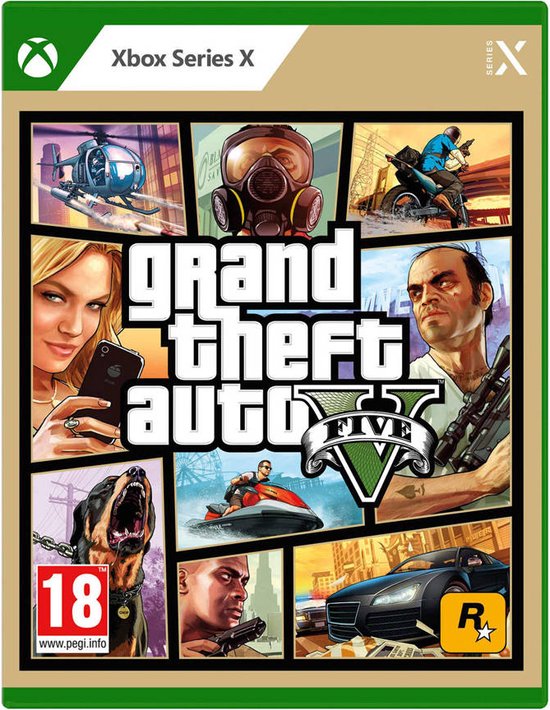 Xbox Series X
SERIES X
grand
theft
auto V
FIVE
18
www.pegi.info
R